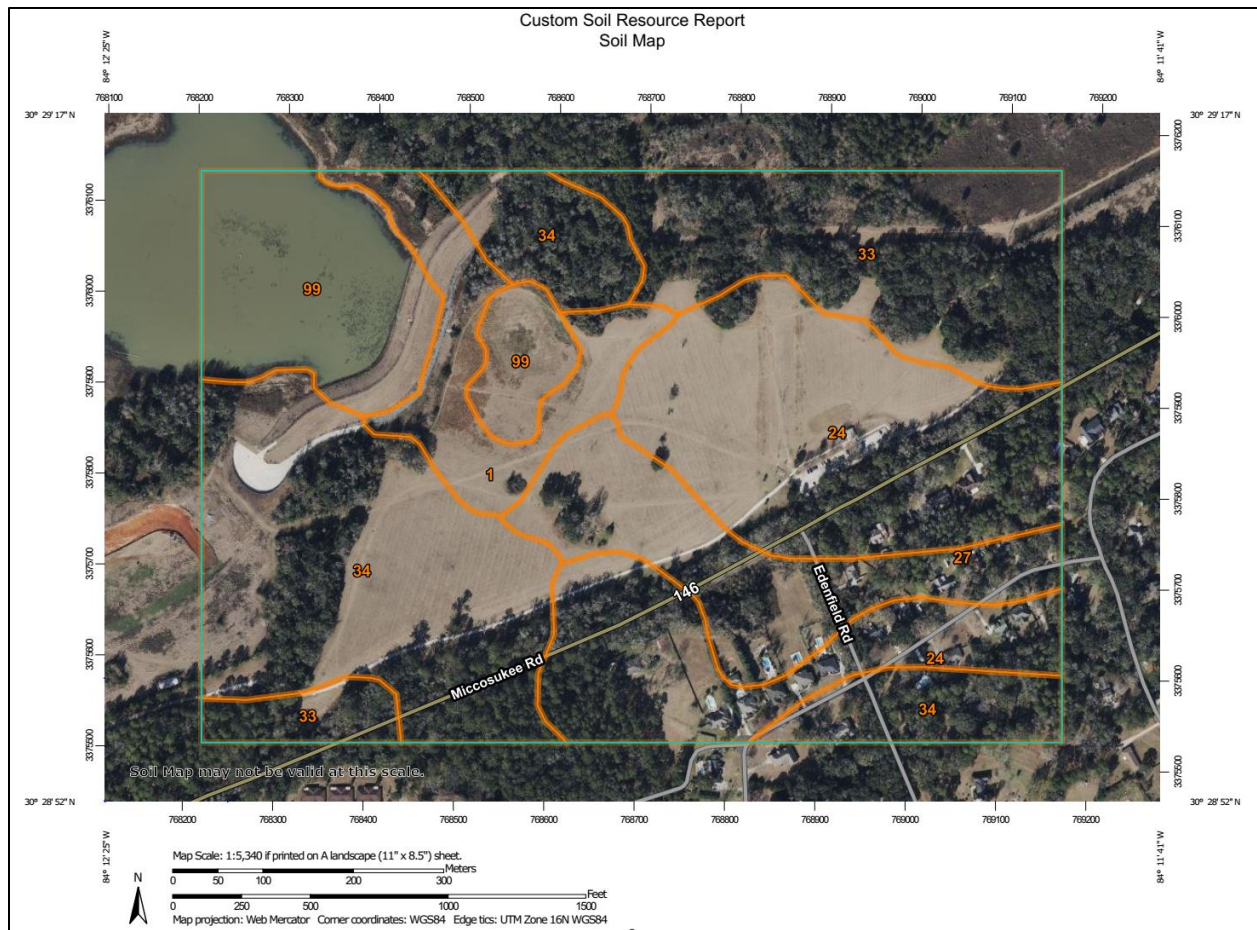 Custom Soil Resource Report
Soil Map
84° 12' 25'' W
84° 11' 41'' W
768100 768200 768300 768400 768500 768600 768700 768800 768900 769000 769100 769200
30° 29' 17'' N
30° 29' 17'' N
3376200
3376100
3376100
34
33
99
3376000
3376000
99
3375900
3375900
24
1
3375800
3375800
27
34
3375700
3375700
146
Edenfield Rd
Miccosukee Rd
24
3375600
3375600
33
34
3375500
3375500
Soil Map may not be valid at this scale.
30° 28' 52'' N
30° 28' 52'' N
768200 768300 768400 768500 768600 768700 768800 768900 769000 769100 769200
84° 12' 25'' W
84° 11' 41'' W
Map Scale: 1:5,340 if printed on A landscape (11" x 8.5") sheet.
Meters
0 50 100 200 300
Feet
0 250 500 1000 1500
N
Map projection: Web Mercator Corner coordinates: WGS84 Edge tics: UTM Zone 16N WGS84